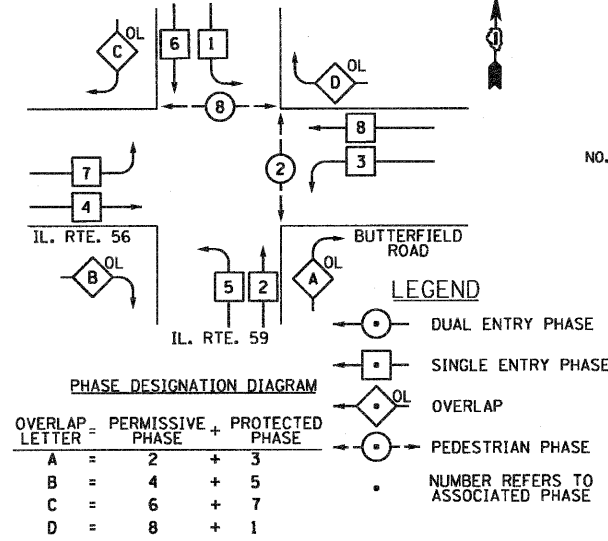 C OL
6
1
D OL
8
8
3
NO.
7
2
4
IL. RTE. 56
BUTTERFIELD
ROAD
B OL
5
2
A OL
IL. RTE. 59
LEGEND
DUAL ENTRY PHASE
SINGLE ENTRY PHASE
OL OVERLAP
PEDESTRIAN PHASE
NUMBER REFERS TO
ASSOCIATED PHASE
PHASE DESIGNATION DIAGRAM
OVERLAP LETTER = PERMISSIVE PHASE + PROTECTED PHASE
A = 2 + 3
B = 4 + 5
C = 6 + 7
D = 8 + 1